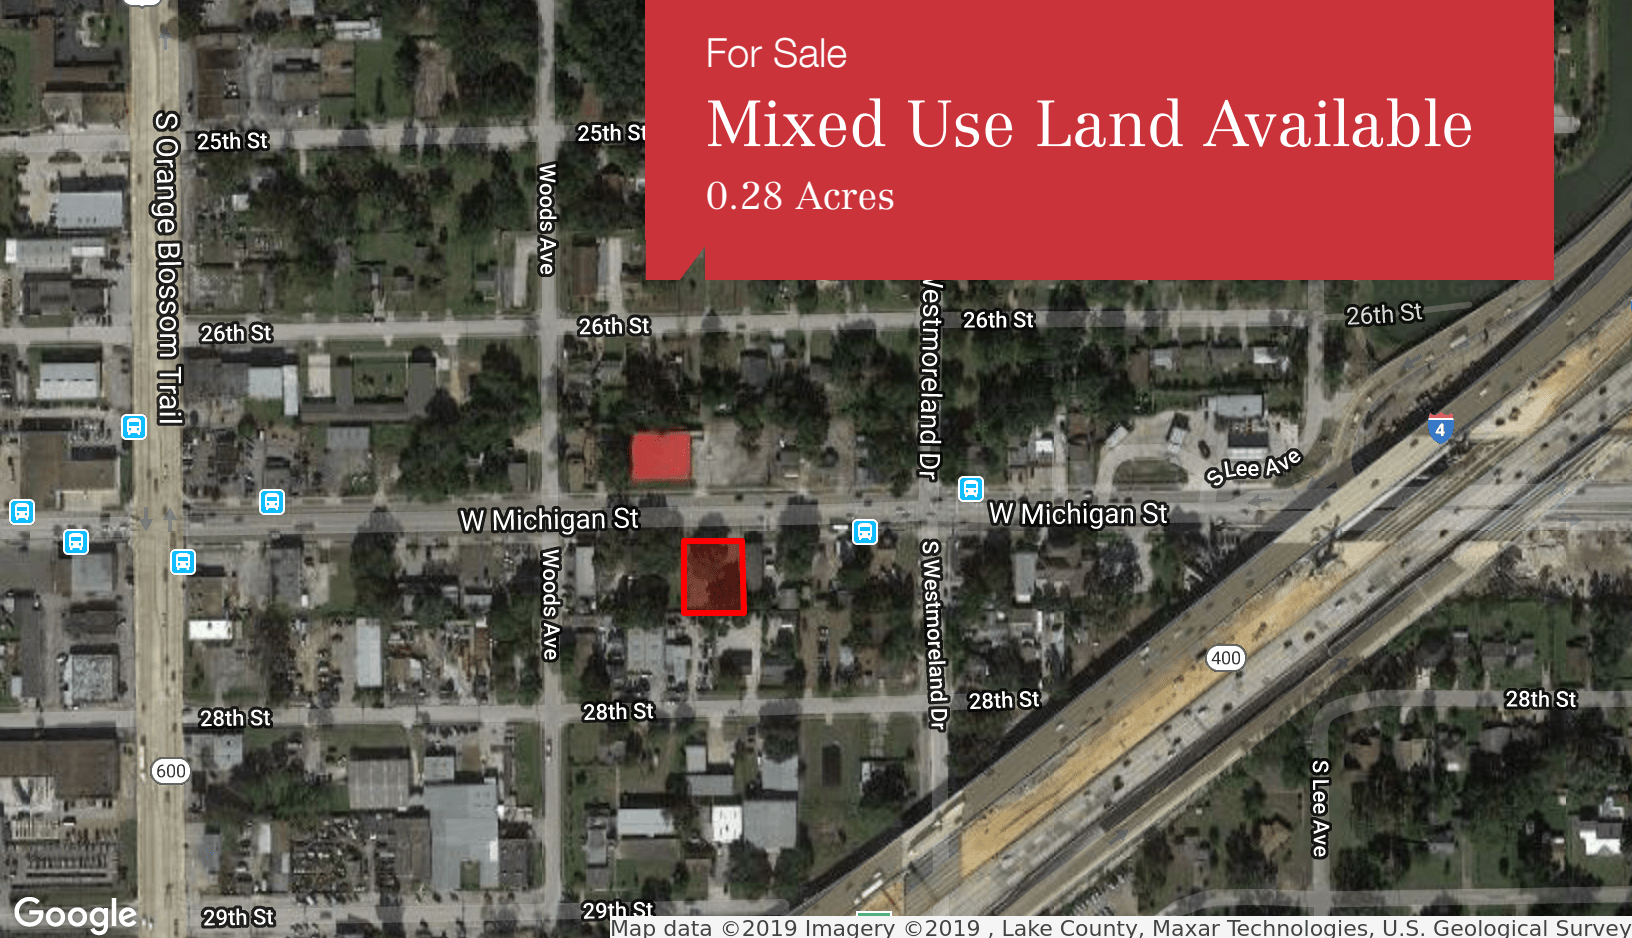 For Sale
Mixed Use Land Available
0.28 Acres
S Orange Blossom Trail
25th St
25th St
Woods Ave
26th St
26th St
Westmoreland Dr
26th St
26th St
4
S Lee Ave
W Michigan St
W Michigan St
Woods Ave
S Westmoreland Dr
400
28th St
28th St
28th St
28th St
600
S Lee Ave
29th St
29th St
Google
Map data ©2019 Imagery ©2019 , Lake County, Maxar Technologies, U.S. Geological Survey